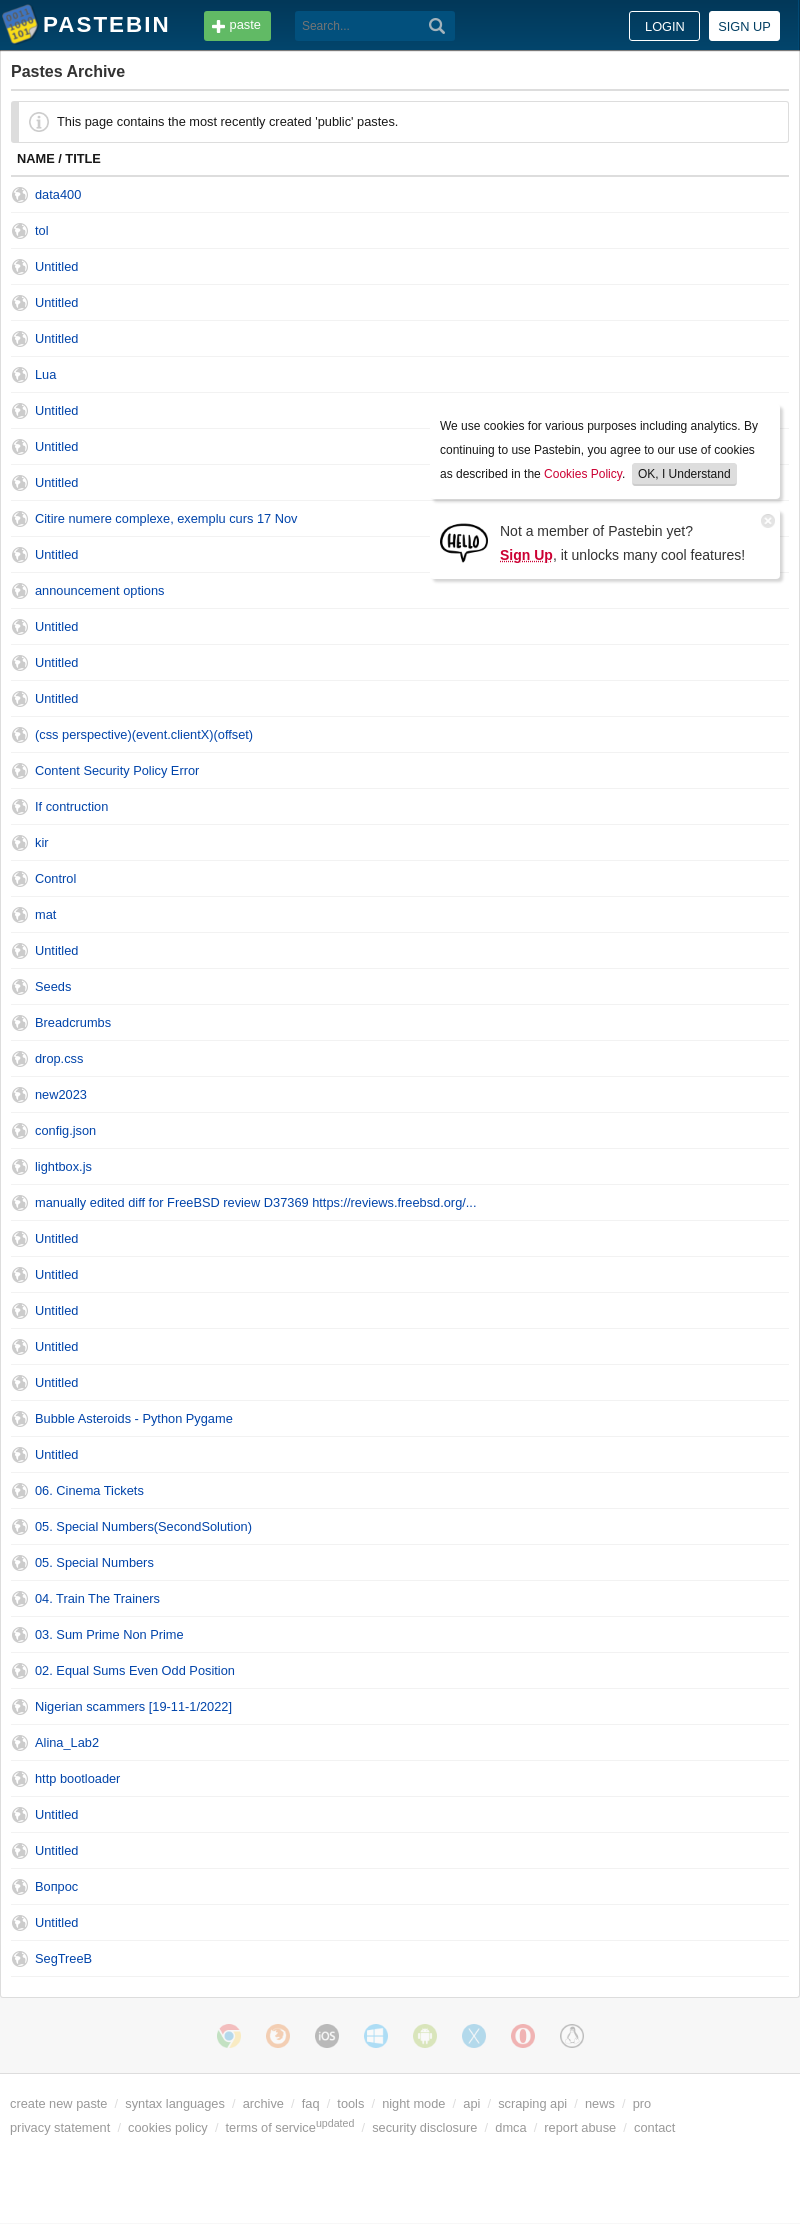 PASTEBIN
paste
Search...
LOGIN
SIGN UP
Pastes Archive
This page contains the most recently created 'public' pastes.
NAME / TITLE
data400
tol
Untitled
Untitled
Untitled
Lua
Untitled
Untitled
Untitled
Citire numere complexe, exemplu curs 17 Nov
Untitled
announcement options
We use cookies for various purposes including analytics. By
continuing to use Pastebin, you agree to our use of cookies
as described in the Cookies Policy. OK, I Understand
HELLO
Not a member of Pastebin yet?
Sign Up, it unlocks many cool features!
Untitled
Untitled
Untitled
(css perspective)(event.clientX)(offset)
Content Security Policy Error
If contruction
kir
Control
mat
Untitled
Seeds
Breadcrumbs
drop.css
new2023
config.json
lightbox.js
manually edited diff for FreeBSD review D37369 https://reviews.freebsd.org/...
Untitled
Untitled
Untitled
Untitled
Untitled
Bubble Asteroids - Python Pygame
Untitled
06. Cinema Tickets
05. Special Numbers(SecondSolution)
05. Special Numbers
04. Train The Trainers
03. Sum Prime Non Prime
02. Equal Sums Even Odd Position
Nigerian scammers [19-11-1/2022]
Alina_Lab2
http bootloader
Untitled
Untitled
Вопрос
Untitled
SegTreeB
iOS
create new paste / syntax languages / archive / faq / tools / night mode / api / scraping api / news / pro
privacy statement / cookies policy / terms of service updated / security disclosure / dmca / report abuse / contact